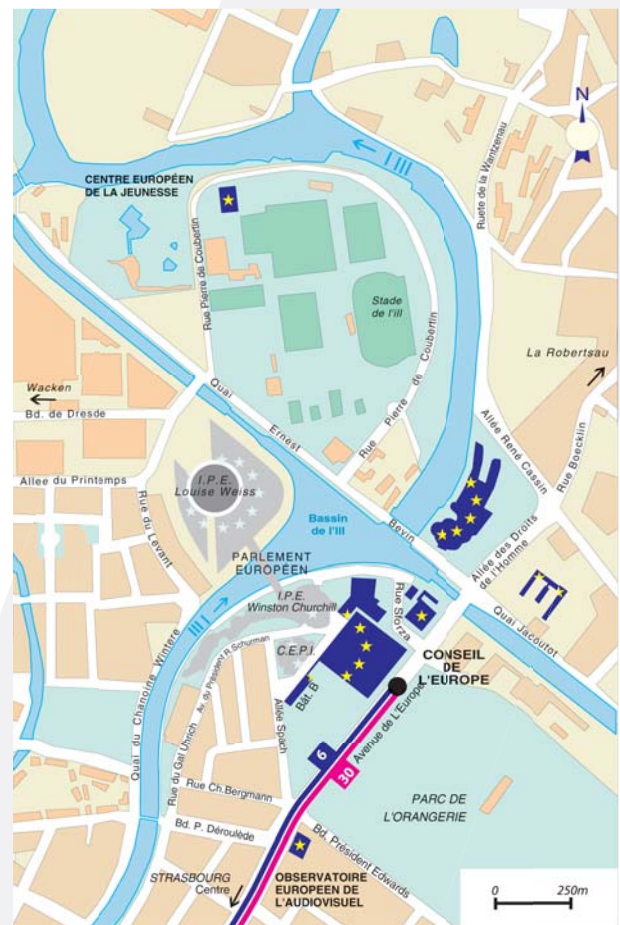 N
L'Ill
Ruete de la Wantzenau
CENTRE EUROPÉEN
DE LA JEUNESSE
Rue Pierre de Coubertin
Stade
de l'ill
La Robertsau
Wacken
Bd. de Dresde
Quai
Ernest
Bevin
Rue Pierre de Coubertin
Allée René Cassin
Rue Boecklin
Allee du Printemps
I.P.E.
Louise Weiss
Rue du Levant
Bassin
de l'Ill
Allée des Droits
de l'Homme
PARLEMENT
EUROPÉEN
I.P.E.
Winston Churchill
Rue Sforza
Quai Jacoutot
C.E.P.I.
CONSEIL
DE
L'EUROPE
Quai du Chanoine Wintere
Av. du Président R.Schurman
Bât. B
Rue du Gal Uhrich
Allée Spach
Avenue de L'Europe
6
30
Rue Ch.Bergmann
PARC DE
L'ORANGERIE
Bd. P. Déroulède
Bd. Président Edwards
STRASBOURG
Centre
OBSERVATOIRE
EUROPEEN DE
L'AUDIOVISUEL
0 250m